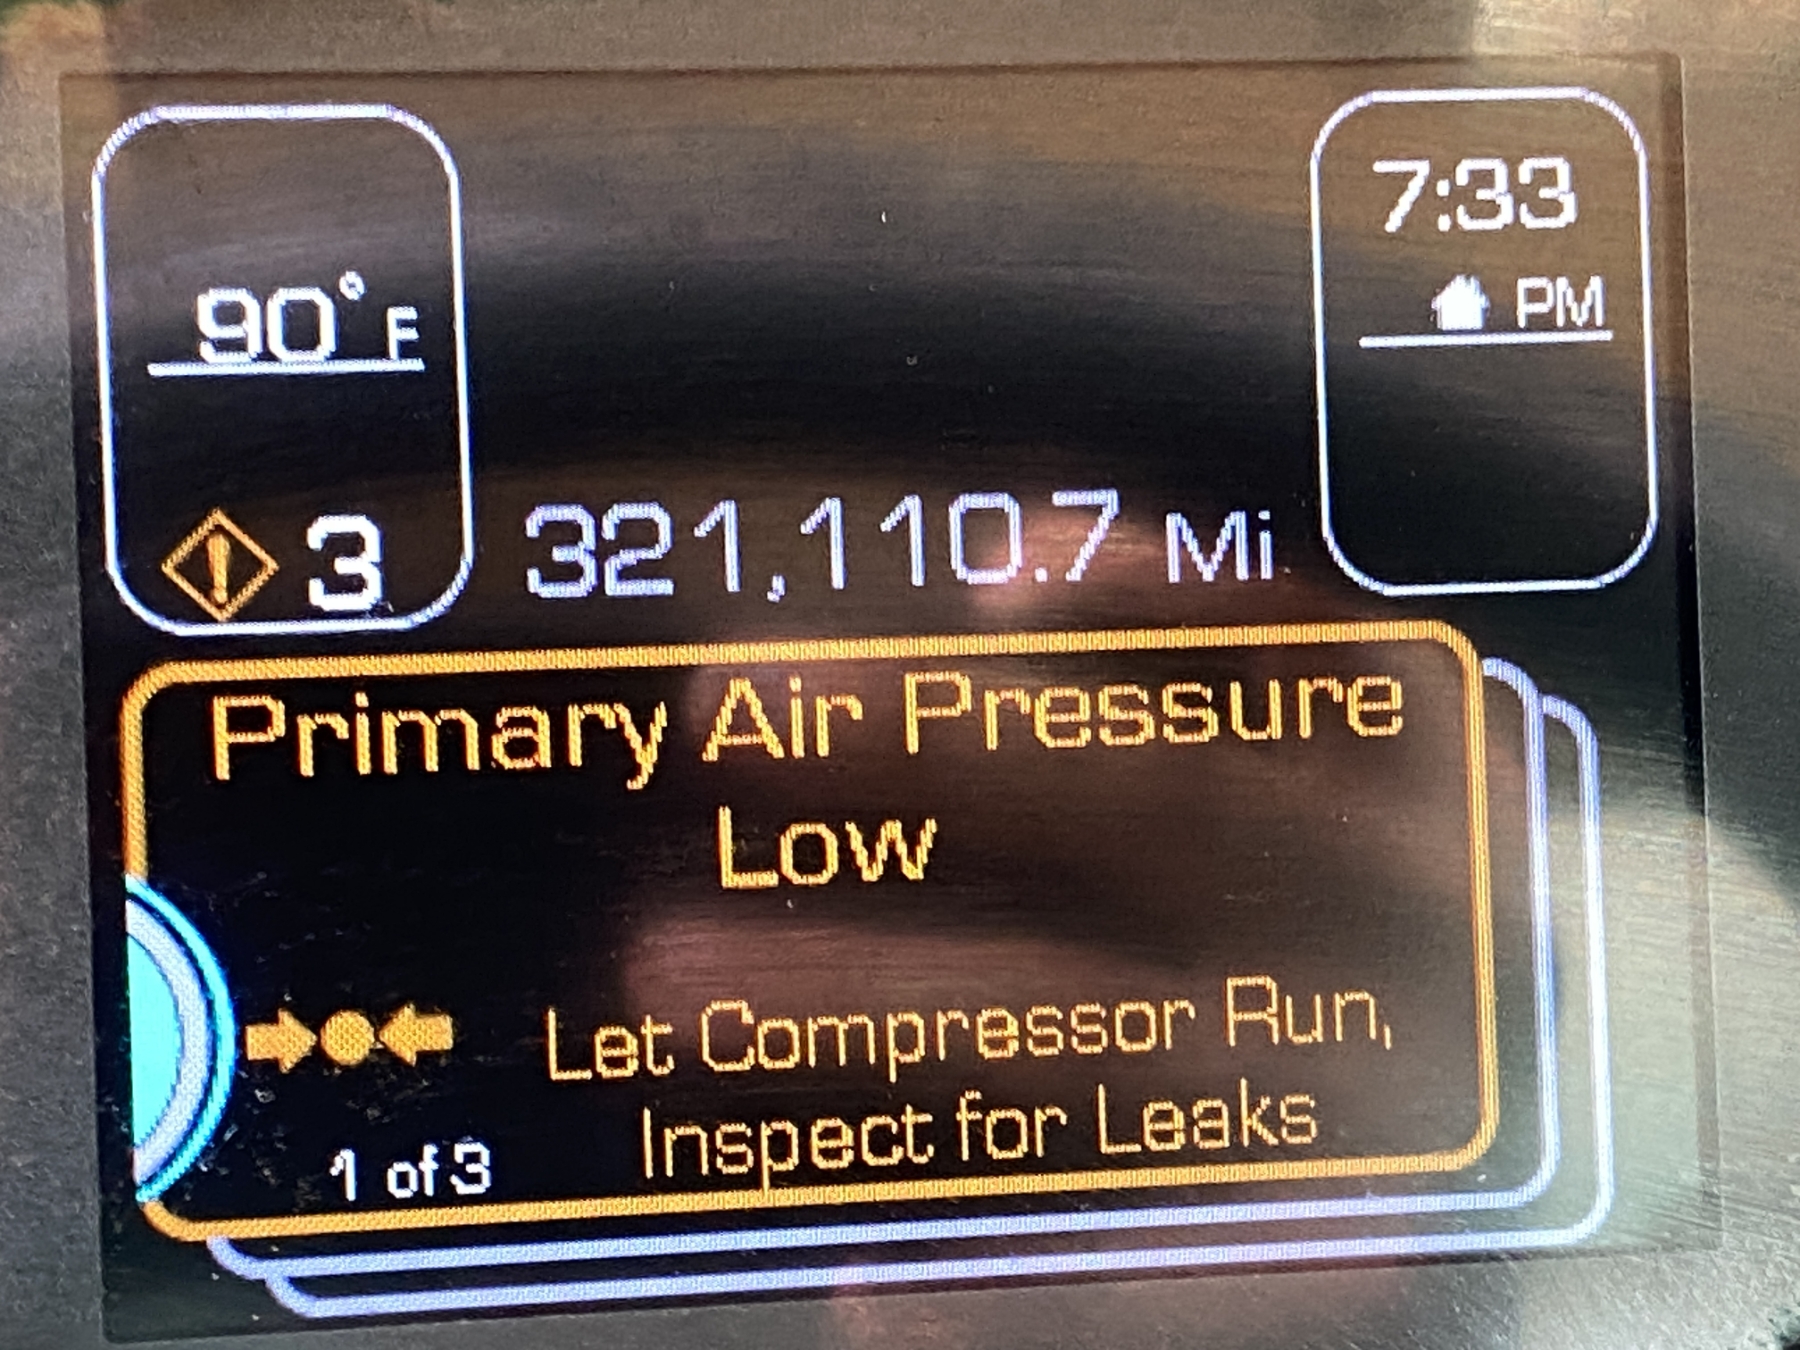 90° F
7:33
PM
3
321,110.7 Mi
Primary Air Pressure
Low
Let Compressor Run,
Inspect for Leaks
1 of 3